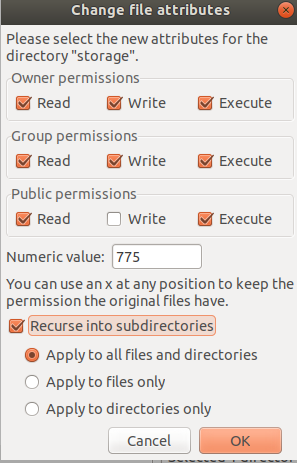 Change file attributes
Please select the new attributes for the
directory "storage".
Owner permissions
Read Write Execute
Group permissions
Read Write Execute
Public permissions
Read Write Execute
Numeric value: 775
You can use an x at any position to keep the
permission the original files have.
Recurse into subdirectories
Apply to all files and directories
Apply to files only
Apply to directories only
Cancel OK
Selected 1 director